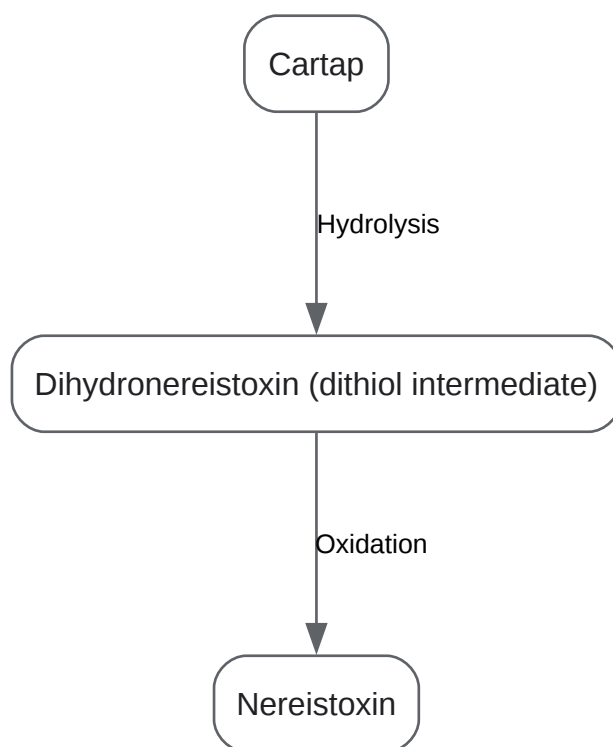 Cartap
Hydrolysis
Dihydronereistoxin (dithiol intermediate)
Oxidation
Nereistoxin